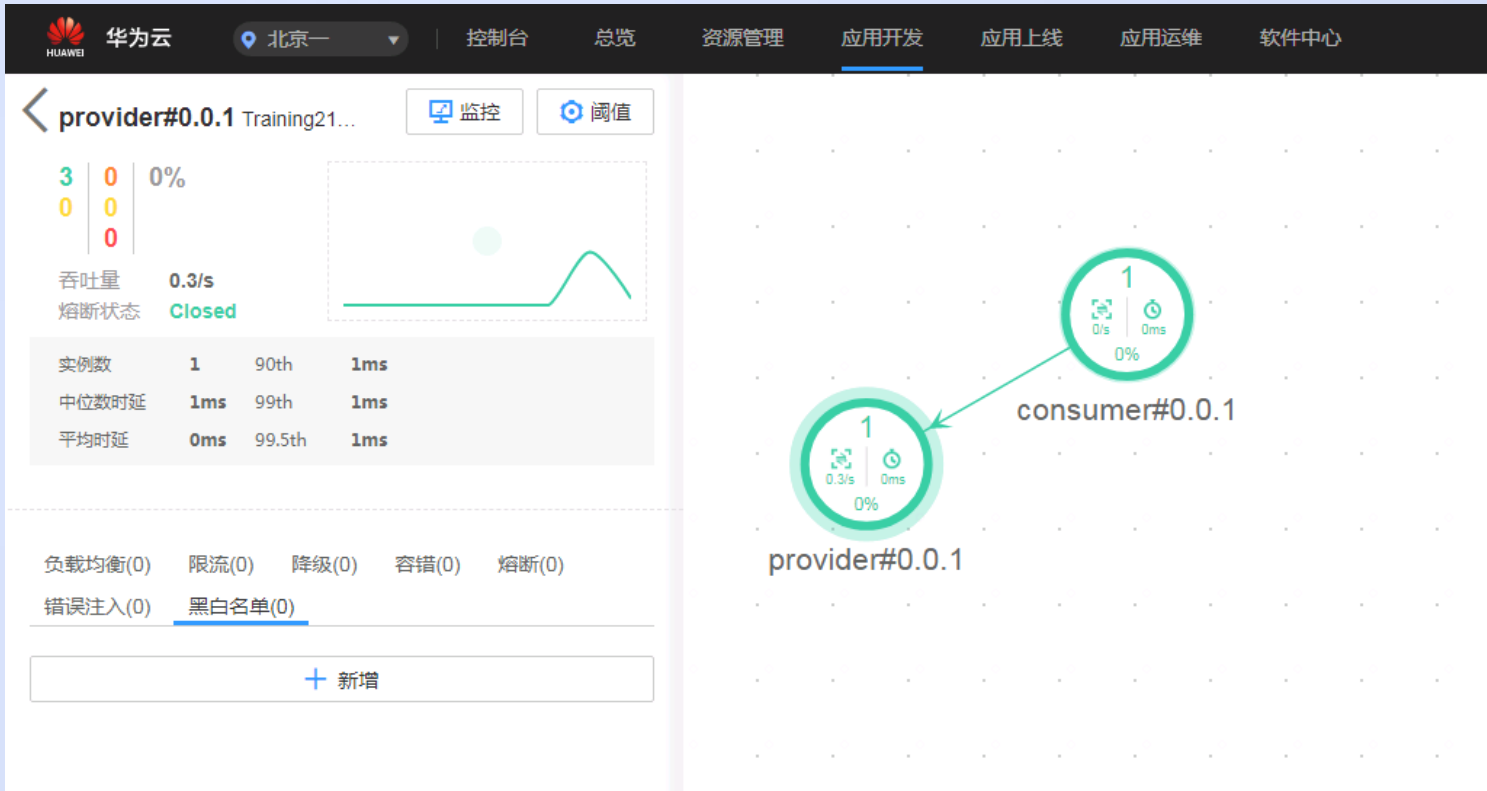 HUAWEI 华为云 北京一 控制台 总览 资源管理 应用开发 应用上线 应用运维 软件中心
provider#0.0.1 Training21... 监控 阈值
3 0 0%
0 0
0
吞吐量 0.3/s
熔断状态 Closed
实例数 1 90th 1ms
中位数时延 1ms 99th 1ms
平均时延 0ms 99.5th 1ms
负载均衡(0) 限流(0) 降级(0) 容错(0) 熔断(0)
错误注入(0) 黑白名单(0)
新增
1
0/s 0ms
0%
consumer#0.0.1
1
0.3/s 0ms
0%
provider#0.0.1